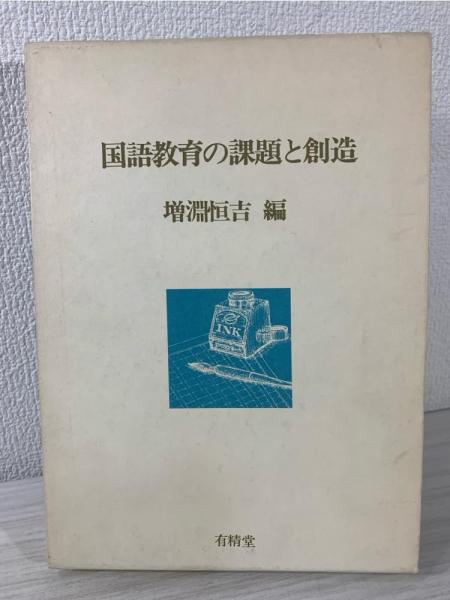 国語教育の課題と創造
増淵恒吉 編
INK
有精堂